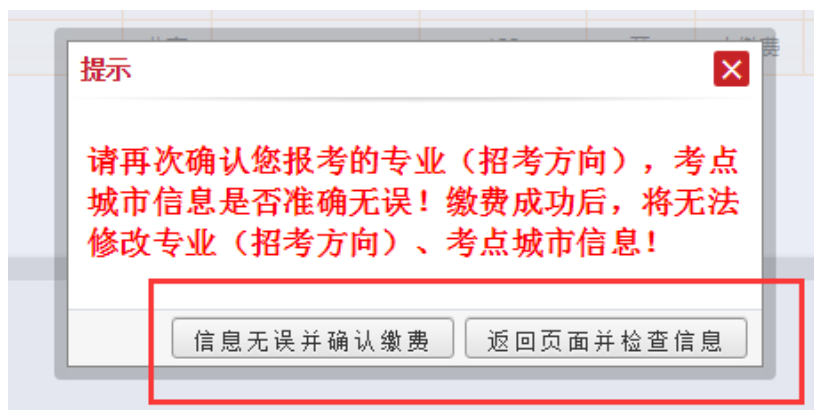 提示
请再次确认您报考的专业（招考方向），考点
城市信息是否准确无误！缴费成功后，将无法
修改专业（招考方向）、考点城市信息！
信息无误并确认缴费 返回页面并检查信息